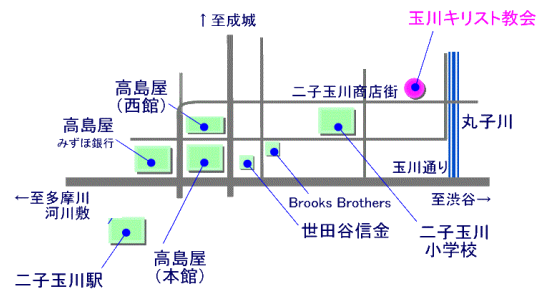 ↑至成城
玉川キリスト教会
高島屋
（西館）
二子玉川商店街
高島屋
みずほ銀行
丸子川
玉川通り
←至多摩川
河川敷
Brooks Brothers
至渋谷→
世田谷信金
二子玉川
小学校
高島屋
（本館）
二子玉川駅